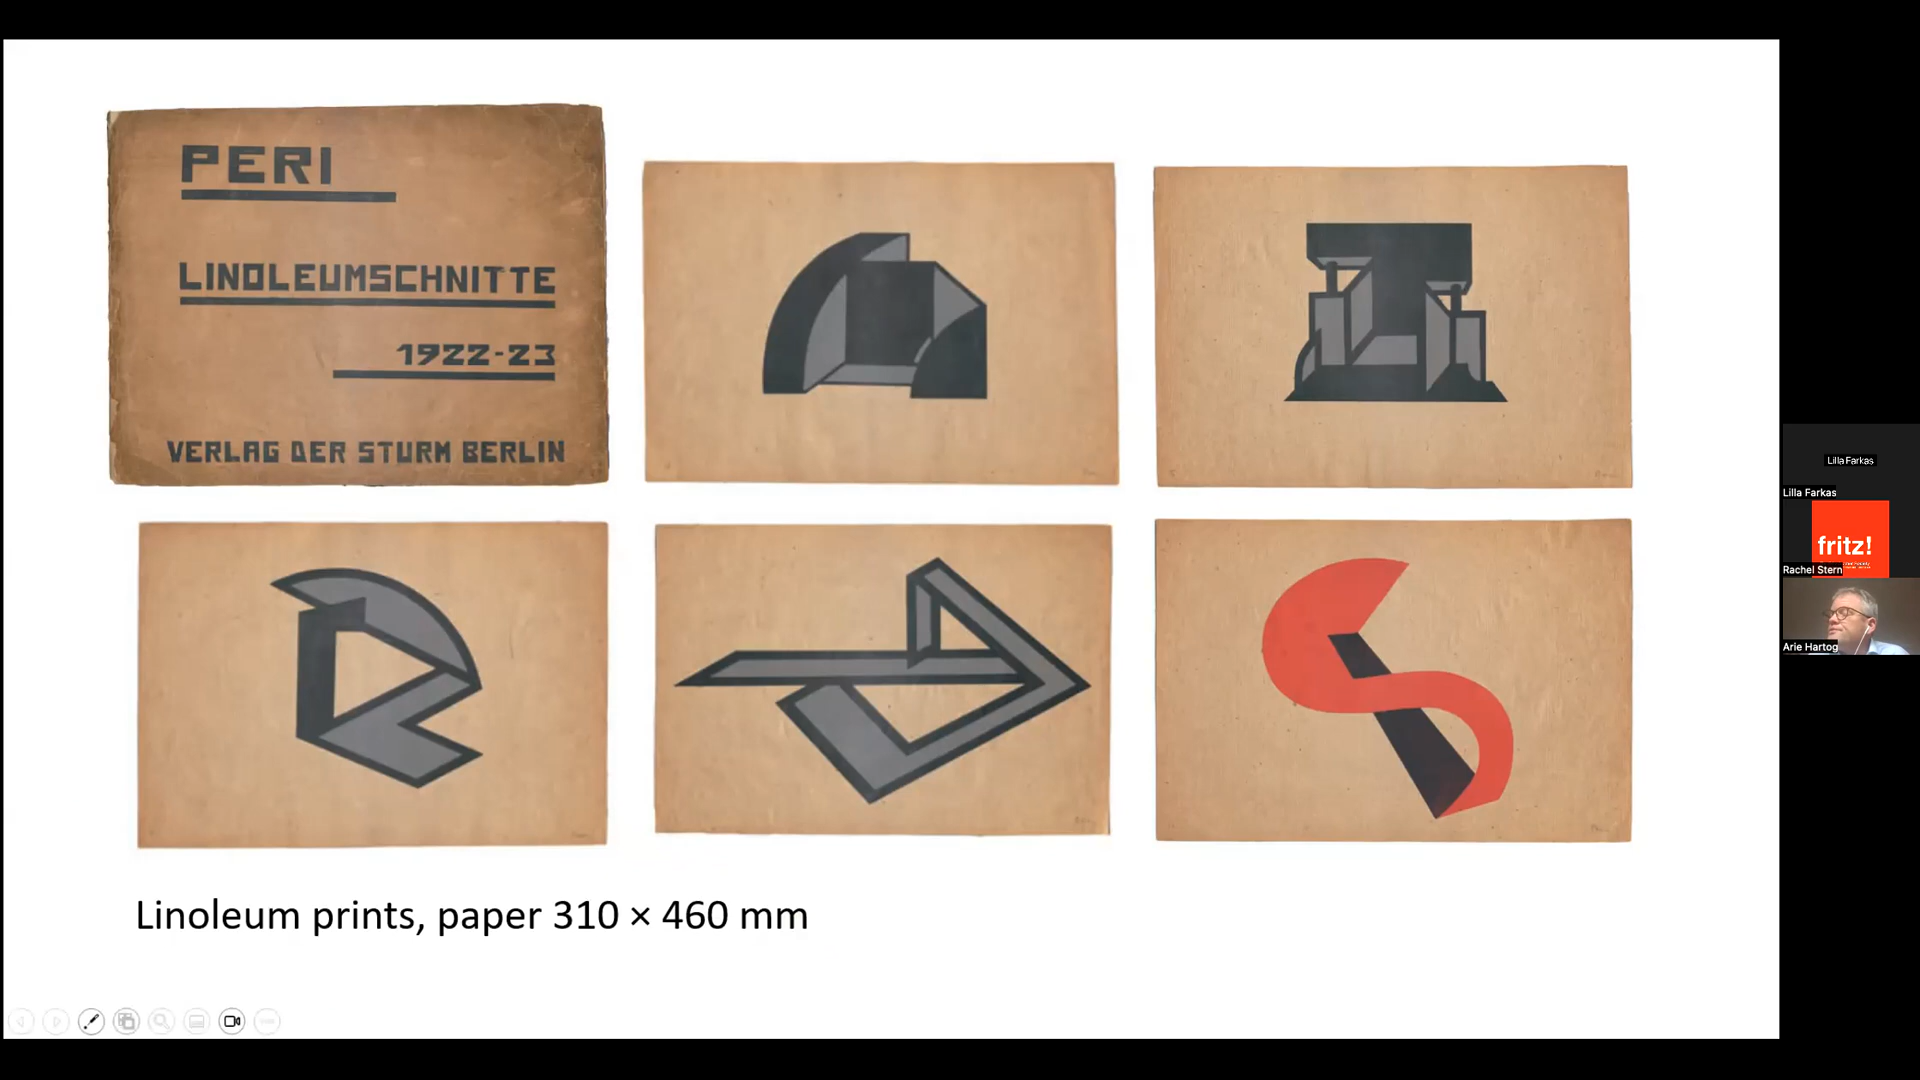 PERI
LINOLEUMSCHNITTE
1922-23
VERLAG DER STURM BERLIN
Linoleum prints, paper 310 × 460 mm
Lilla Farkas
Lilla Farkas
fritz!
Rachel Stern
Arie Hartog